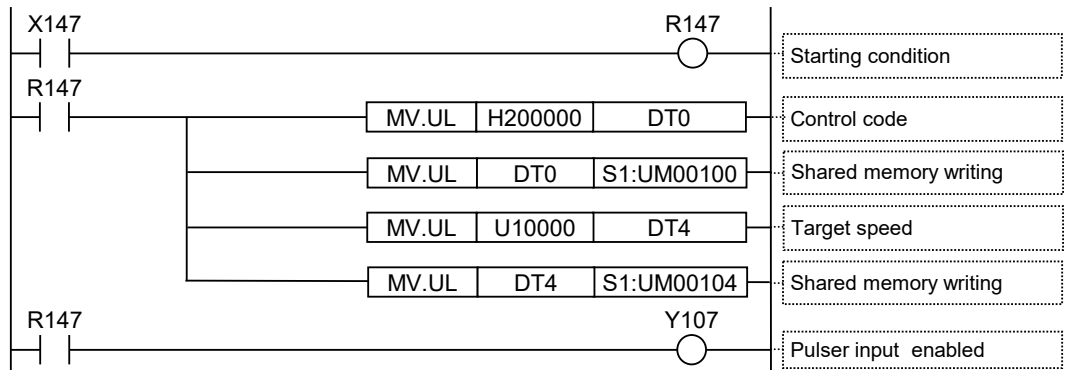 X147 R147 Starting condition
R147
MV.UL H200000 DT0 Control code
MV.UL DT0 S1:UM00100 Shared memory writing
MV.UL U10000 DT4 Target speed
MV.UL DT4 S1:UM00104 Shared memory writing
R147 Y107 Pulser input enabled